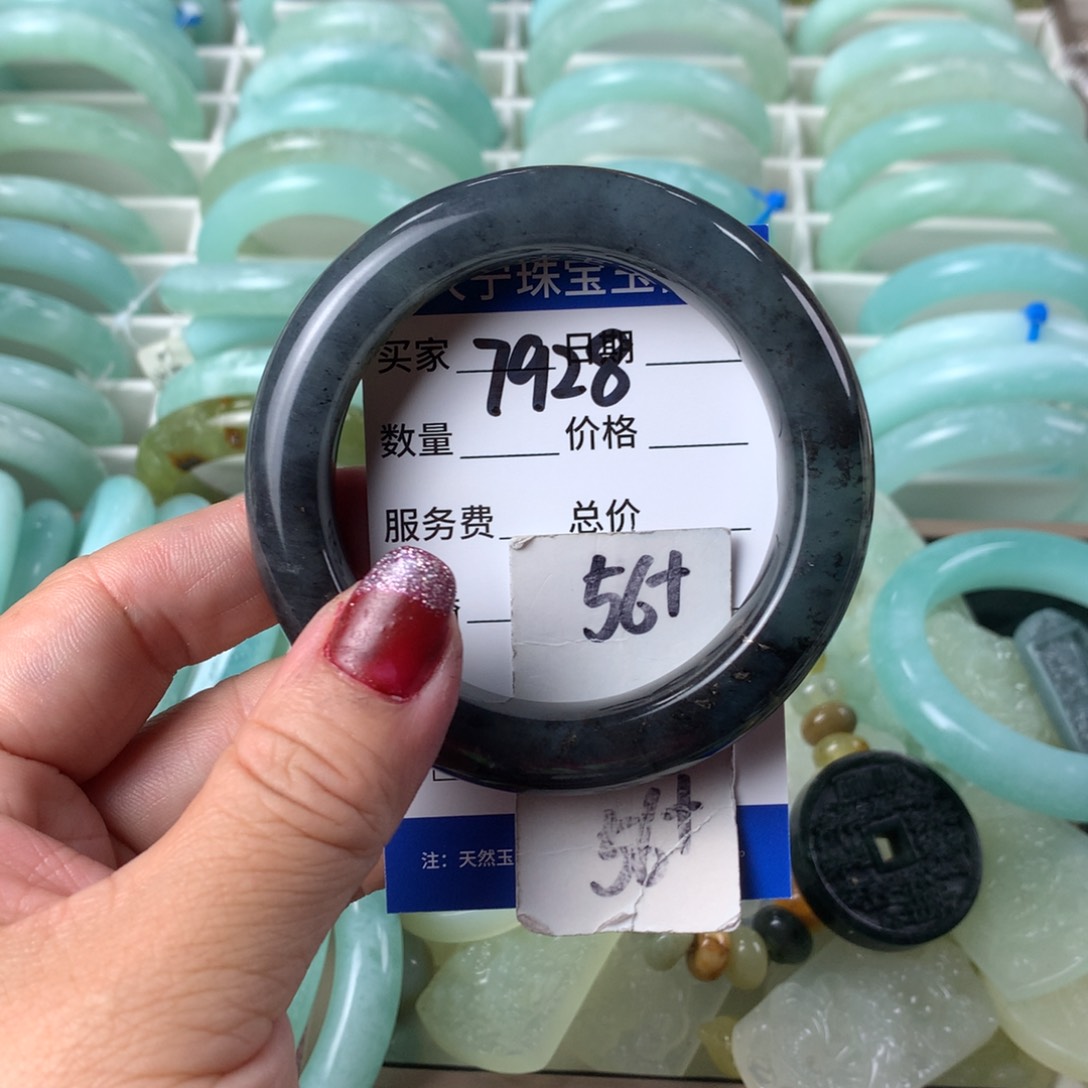 宁珠宝玉
买家 7928 日期
数量 价格
服务费 总价
56+
56+
注：天然玉